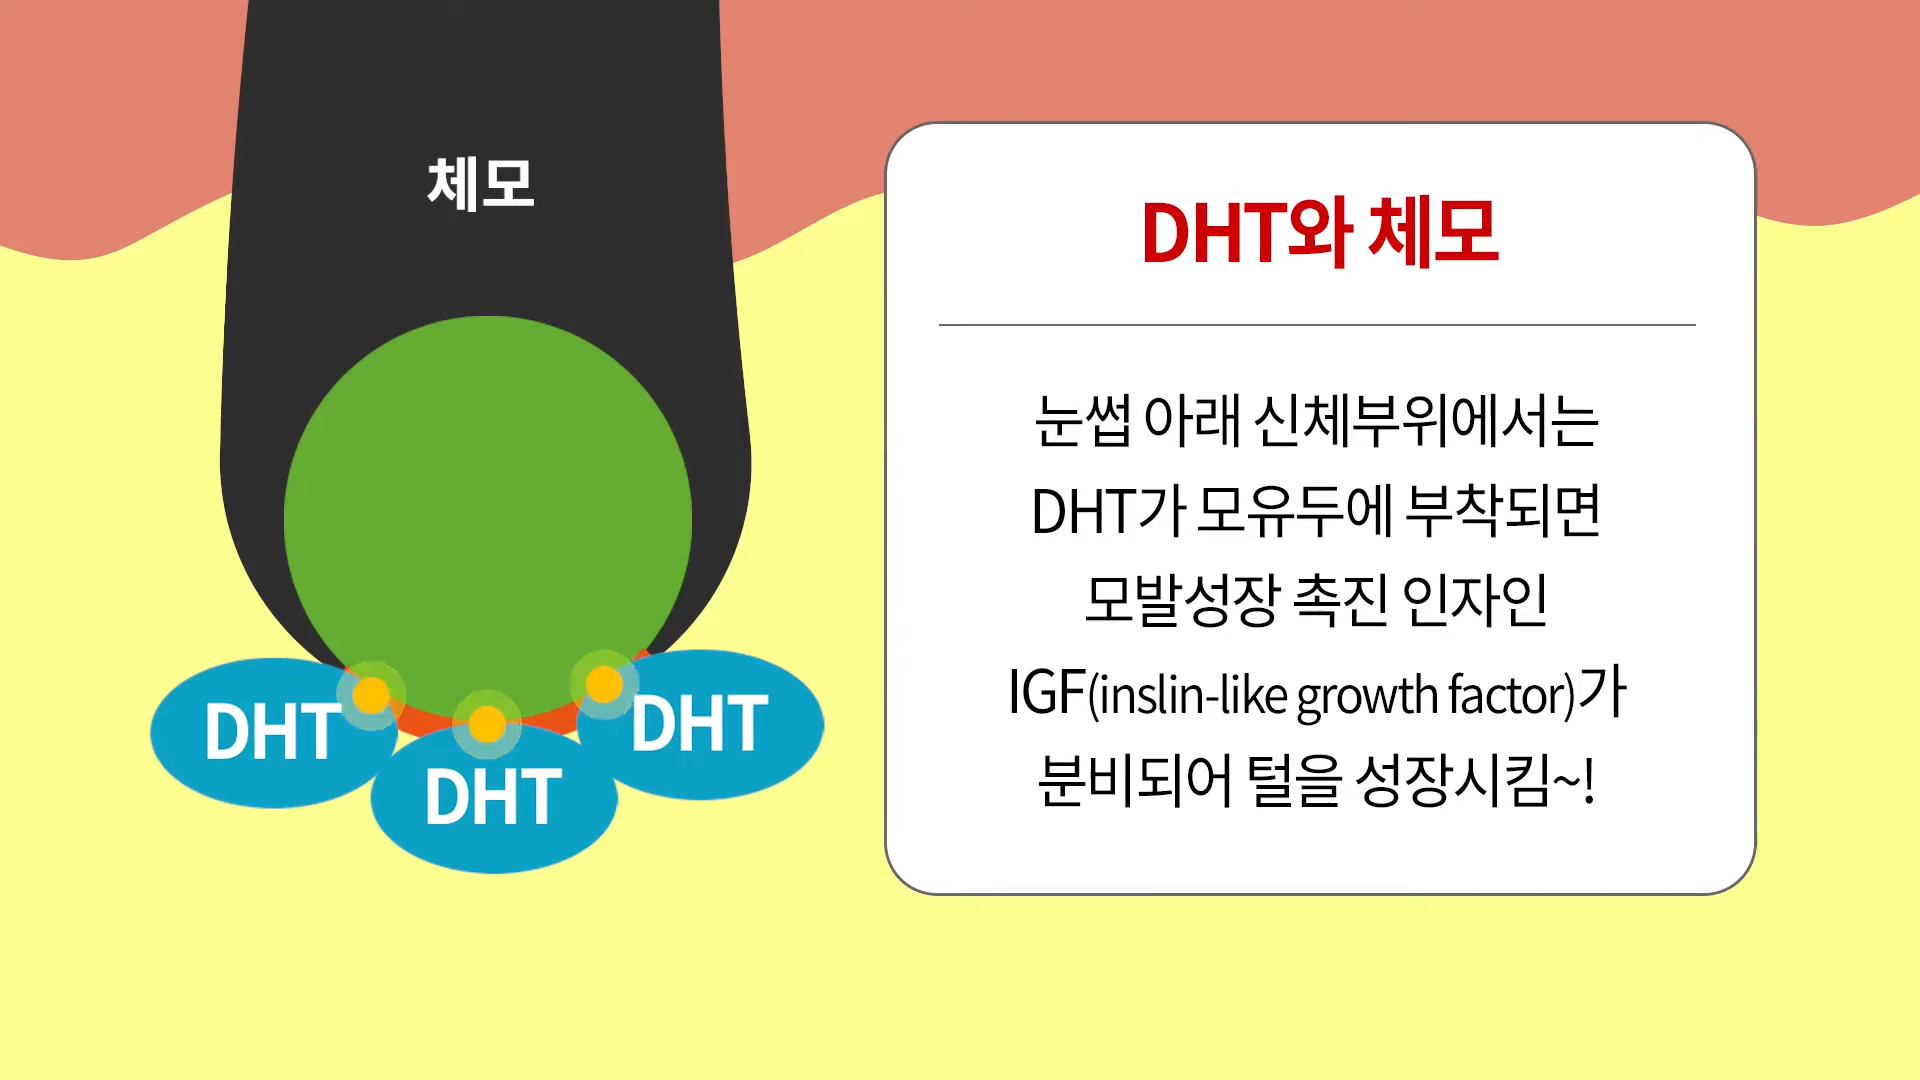 체모
DHT
DHT
DHT
DHT와 체모
눈썹 아래 신체부위에서는
DHT가 모유두에 부착되면
모발성장 촉진 인자인
IGF(inslin-like growth factor)가
분비되어 털을 성장시킴~!